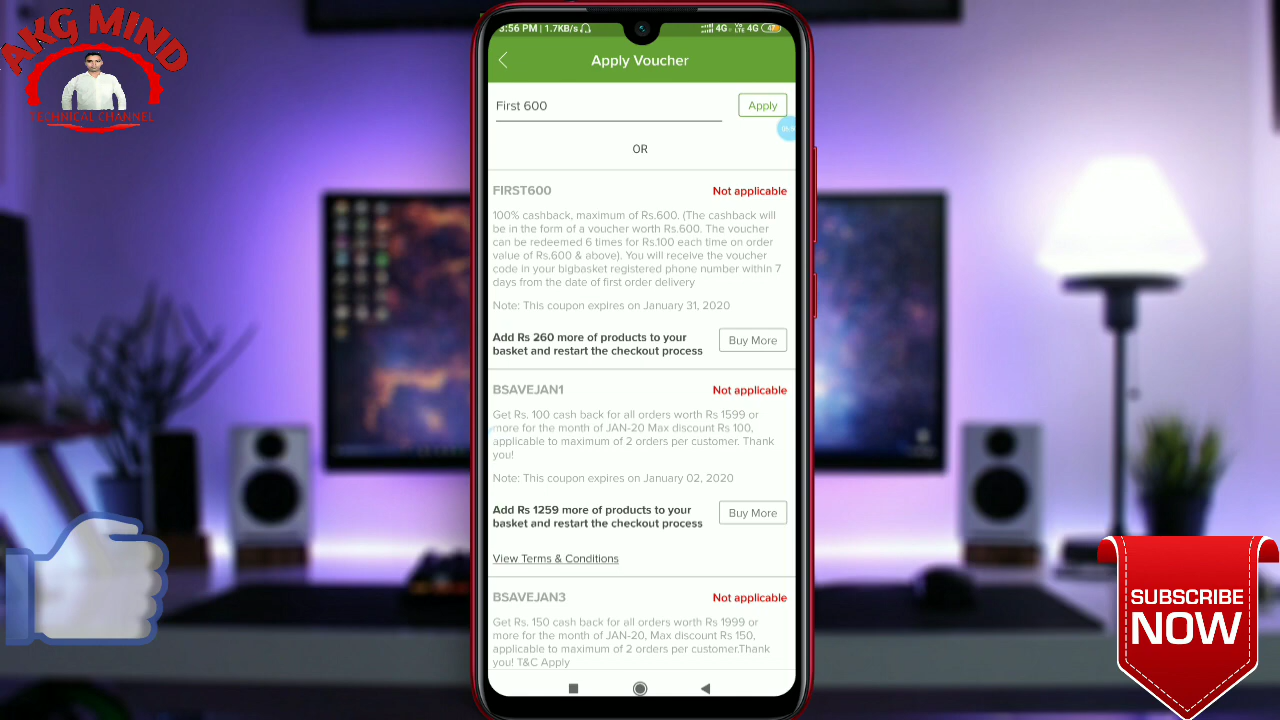 AKG MIND
TECHNICAL CHANNEL
3:56 PM | 1.7KB/s
4G
Vo
LTE 4G
Apply Voucher
First 600
Apply
OR
FIRST600
Not applicable
100% cashback, maximum of Rs.600. (The cashback will
be in the form of a voucher worth Rs.600. The voucher
can be redeemed 6 times for Rs.100 each time on order
value of Rs.600 & above). You will receive the voucher
code in your bigbasket registered phone number within 7
days from the date of first order delivery
Note: This coupon expires on January 31, 2020
Add Rs 260 more of products to your
basket and restart the checkout process
Buy More
BSAVEJAN1
Not applicable
Get Rs. 100 cash back for all orders worth Rs 1599 or
more for the month of JAN-20 Max discount Rs 100,
applicable to maximum of 2 orders per customer. Thank
you!
Note: This coupon expires on January 02, 2020
Add Rs 1259 more of products to your
basket and restart the checkout process
Buy More
View Terms & Conditions
BSAVEJAN3
Not applicable
Get Rs. 150 cash back for all orders worth Rs 1999 or
more for the month of JAN-20, Max discount Rs 150,
applicable to maximum of 2 orders per customer.Thank
you! T&C Apply
SUBSCRIBE
NOW